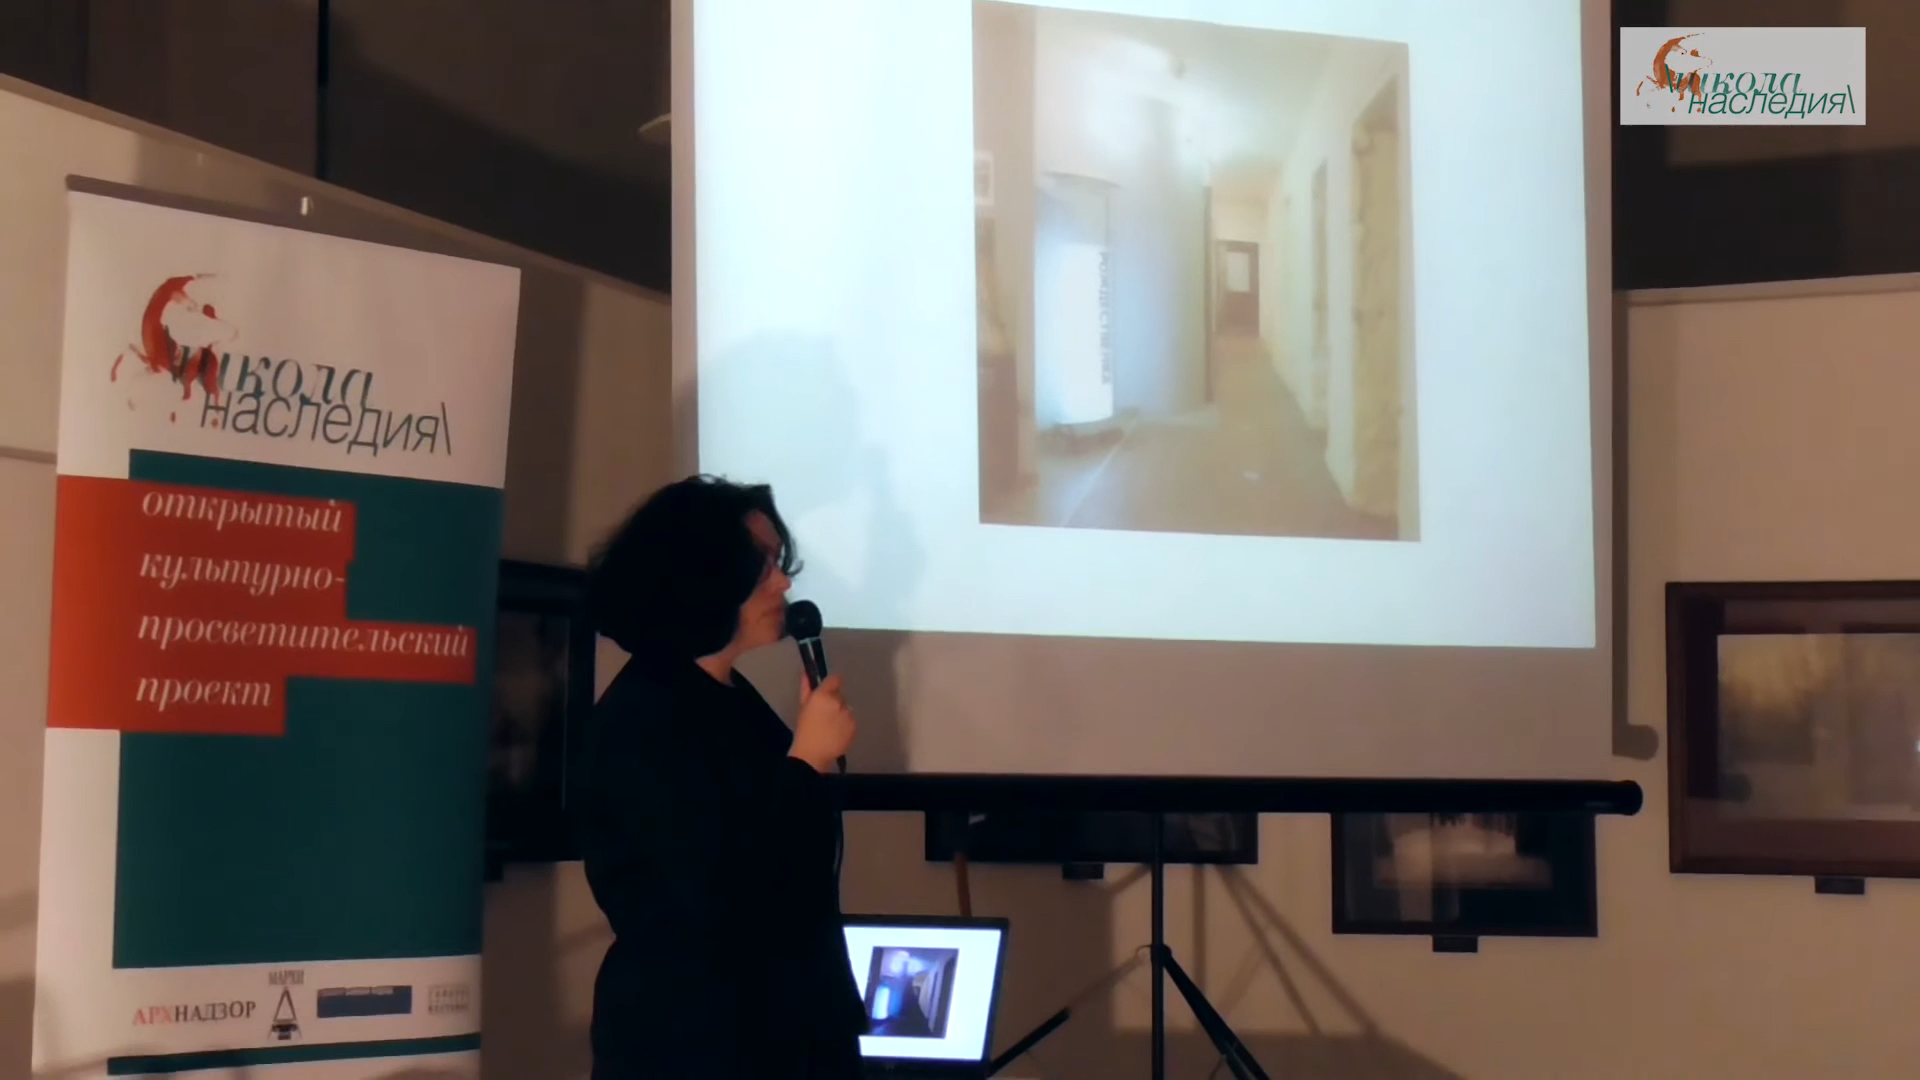 школа
наследия\
школа
наследия\
открытый
культурно-
просветительский
проект
МАРХИ
АРХНАДЗОР